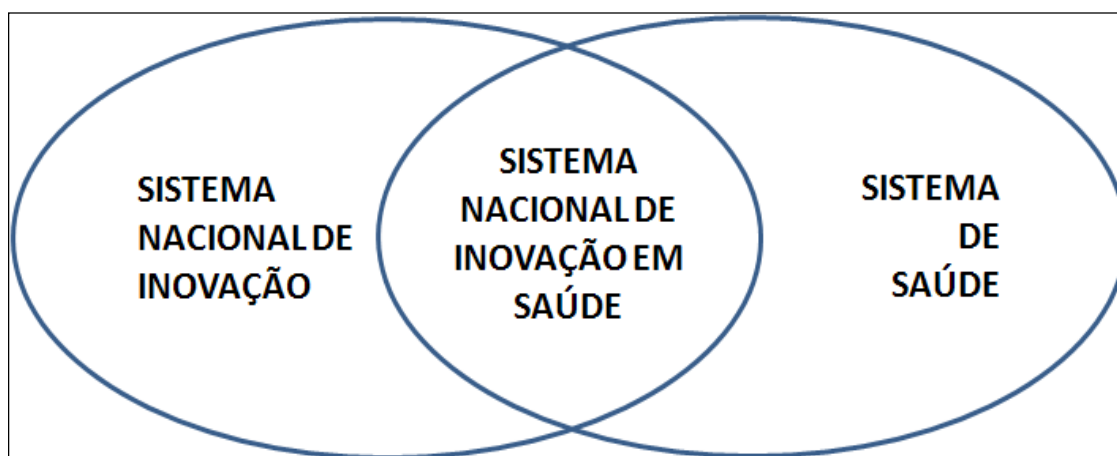 SISTEMA
NACIONAL DE
INOVAÇÃO
SISTEMA
NACIONAL DE
INOVAÇÃO EM
SAÚDE
SISTEMA
DE
SAÚDE